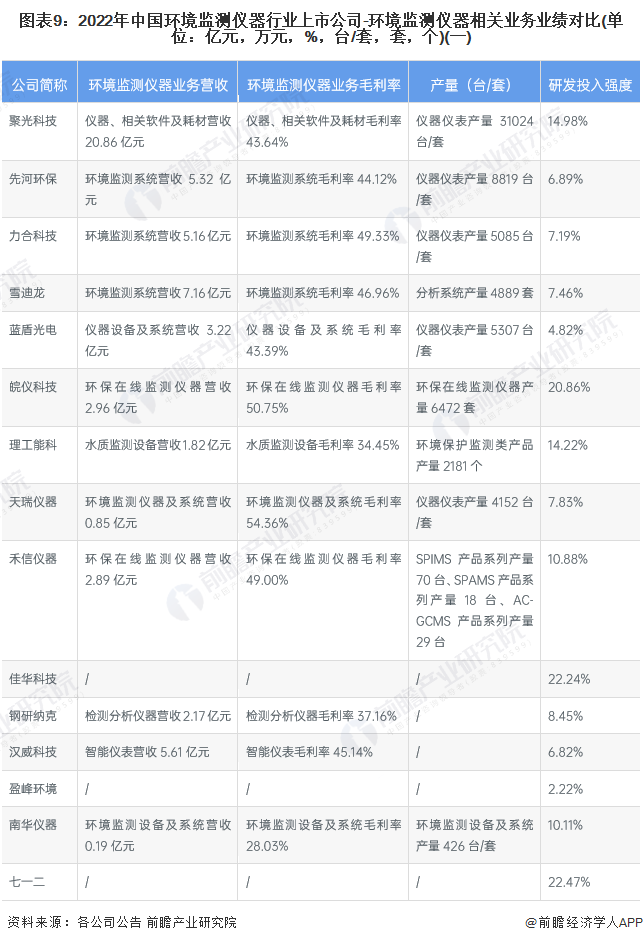 图表9：2022年中国环境监测仪器行业上市公司-环境监测仪器相关业务业绩对比(单
位：亿元，万元，%，台/套，套，个)(一)
公司简称 环境监测仪器业务营收 环境监测仪器业务毛利率 产量（台/套） 研发投入强度
聚光科技 仪器、相关软件及耗材营收 仪器、相关软件及耗材毛利率 仪器仪表产量 31024 14.98%
20.86 亿元 43.64% 台/套
先河环保 环境监测系统营收 5.32 亿 环境监测系统毛利率 44.12% 仪器仪表产量 8819 台 6.89%
元 /套
力合科技 环境监测系统营收 5.16 亿元 环境监测系统毛利率 49.33% 仪器仪表产量 5085 台 7.19%
/套
雪迪龙 环境监测系统营收 7.16 亿元 环境监测系统毛利率 46.96% 分析系统产量 4889 套 7.46%
蓝盾光电 仪器设备及系统营收 3.22 仪器设备及系统毛利率 仪器仪表产量 5307 台 4.82%
亿元 43.39% /套
皖仪科技 环保在线监测仪器营收 环保在线监测仪器毛利率 环保在线监测仪器产 20.86%
2.96 亿元 50.75% 量 6472 套
理工能科 水质监测设备营收 1.82 亿元 水质监测设备毛利率 34.45% 环境保护监测类产品 14.22%
产量 2181 个
天瑞仪器 环境监测仪器及系统营收 环境监测仪器及系统毛利率 仪器仪表产量 4152 台 7.83%
0.85 亿元 54.36% /套
禾信仪器 环保在线监测仪器营收 环保在线监测仪器毛利率 SPIMS 产品系列产量 10.88%
2.89 亿元 49.00% 70 台、SPAMS 产品系
列产量 18 台、AC-
GCMS 产品系列产量
29 台
佳华科技 / / / 22.24%
钢研纳克 检测分析仪器营收 2.17 亿元 检测分析仪器毛利率 37.16% / 8.45%
汉威科技 智能仪表营收 5.61 亿元 智能仪表毛利率 45.14% / 6.82%
盈峰环境 / / / 2.22%
南华仪器 环境监测设备及系统营收 环境监测设备及系统毛利率 环境监测设备及系统 10.11%
0.19 亿元 28.03% 产量 426 台/套
七一二 / / / 22.47%
资料来源：各公司公告 前瞻产业研究院 @前瞻经济学人APP